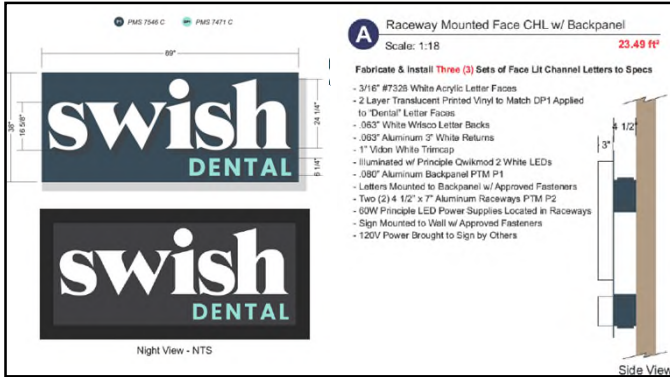 P1 PMS 7546 C
DP1 PMS 7471 C
89"
38"
16 5/8"
24 1/4"
6 1/4"
swish
DENTAL
swish
DENTAL
Night View - NTS
A
Raceway Mounted Face CHL w/ Backpanel
Scale: 1:18
23.49 ft²
Fabricate & Install Three (3) Sets of Face Lit Channel Letters to Specs
- 3/16" #7328 White Acrylic Letter Faces
- 2 Layer Translucent Printed Vinyl to Match DP1 Applied
to "Dental" Letter Faces
- .063" White Wrisco Letter Backs
- .063" Aluminum 3" White Returns
- 1" Vidon White Trimcap
- Illuminated w/ Principle Qwikmod 2 White LEDs
- .080" Aluminum Backpanel PTM P1
- Letters Mounted to Backpanel w/ Approved Fasteners
- Two (2) 4 1/2" x 7" Aluminum Raceways PTM P2
- 60W Principle LED Power Supplies Located in Raceways
- Sign Mounted to Wall w/ Approved Fasteners
- 120V Power Brought to Sign by Others
4 1/2"
3"
Side View